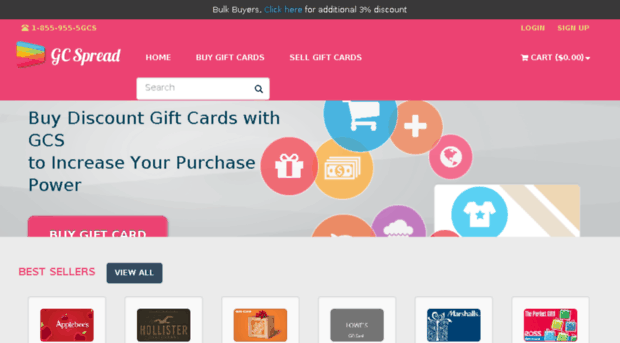 Bulk Buyers, Click here for additional 3% discount
1-855-955-5GCS
LOGIN SIGN UP
GC Spread
HOME BUY GIFT CARDS SELL GIFT CARDS
CART ($0.00)
Search
Buy Discount Gift Cards with
GCS
to Increase Your Purchase
Power
BUY GIFT CARD
BEST SELLERS VIEW ALL
Applebee's
HOLLISTER
LOWE'S
Gift Card
Marshalls
The Perfect Gift!
ROSS